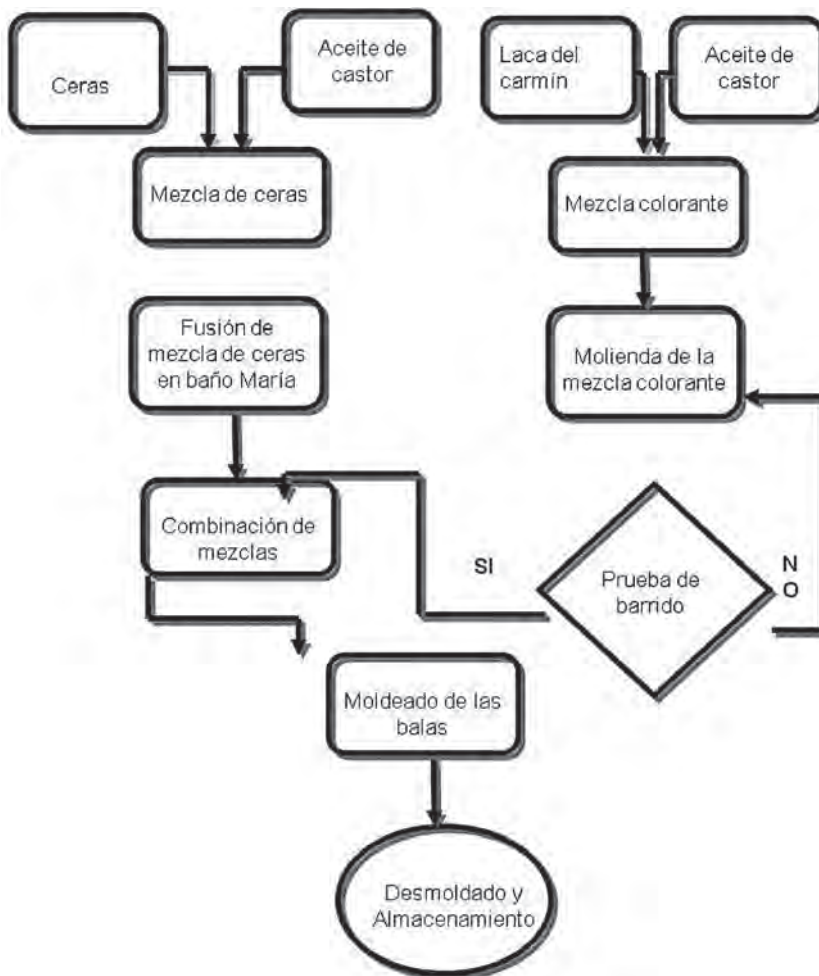 Ceras
Aceite de
castor
Laca del
carmín
Aceite de
castor
Mezcla de ceras
Mezcla colorante
Fusión de
mezcla de ceras
en baño María
Molienda de la
mezcla colorante
Combinación de
mezclas
SI
Prueba de
barrido
N
O
Moldeado de las
balas
Desmoldado y
Almacenamiento